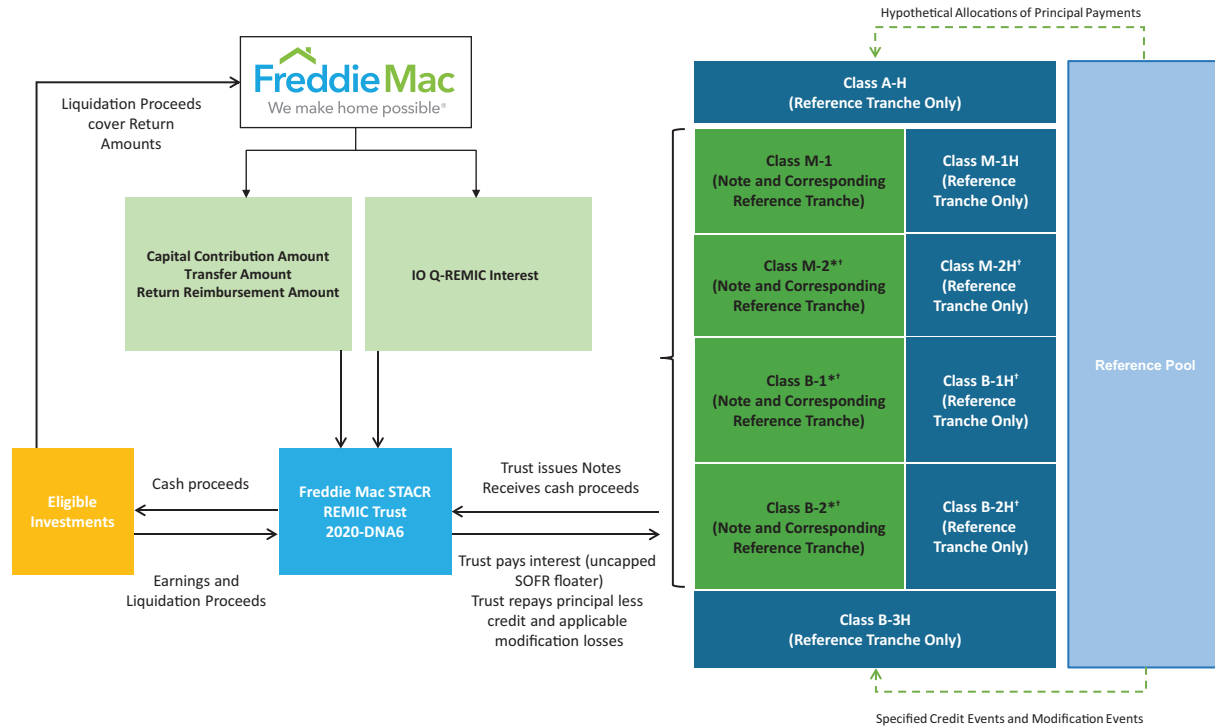 Hypothetical Allocations of Principal Payments
Freddie Mac
We make home possible®
Liquidation Proceeds
cover Return
Amounts
Capital Contribution Amount
Transfer Amount
Return Reimbursement Amount
IO Q-REMIC Interest
Eligible
Investments
Cash proceeds
Earnings and
Liquidation Proceeds
Freddie Mac STACR
REMIC Trust
2020-DNA6
Trust issues Notes
Receives cash proceeds
Trust pays interest (uncapped
SOFR floater)
Trust repays principal less
credit and applicable
modification losses
Class A-H
(Reference Tranche Only)
Class M-1
(Note and Corresponding
Reference Tranche)
Class M-1H
(Reference
Tranche Only)
Class M-2*†
(Note and Corresponding
Reference Tranche)
Class M-2H†
(Reference
Tranche Only)
Class B-1*†
(Note and Corresponding
Reference Tranche)
Class B-1H†
(Reference
Tranche Only)
Class B-2*†
(Note and Corresponding
Reference Tranche)
Class B-2H†
(Reference
Tranche Only)
Class B-3H
(Reference Tranche Only)
Reference Pool
Specified Credit Events and Modification Events